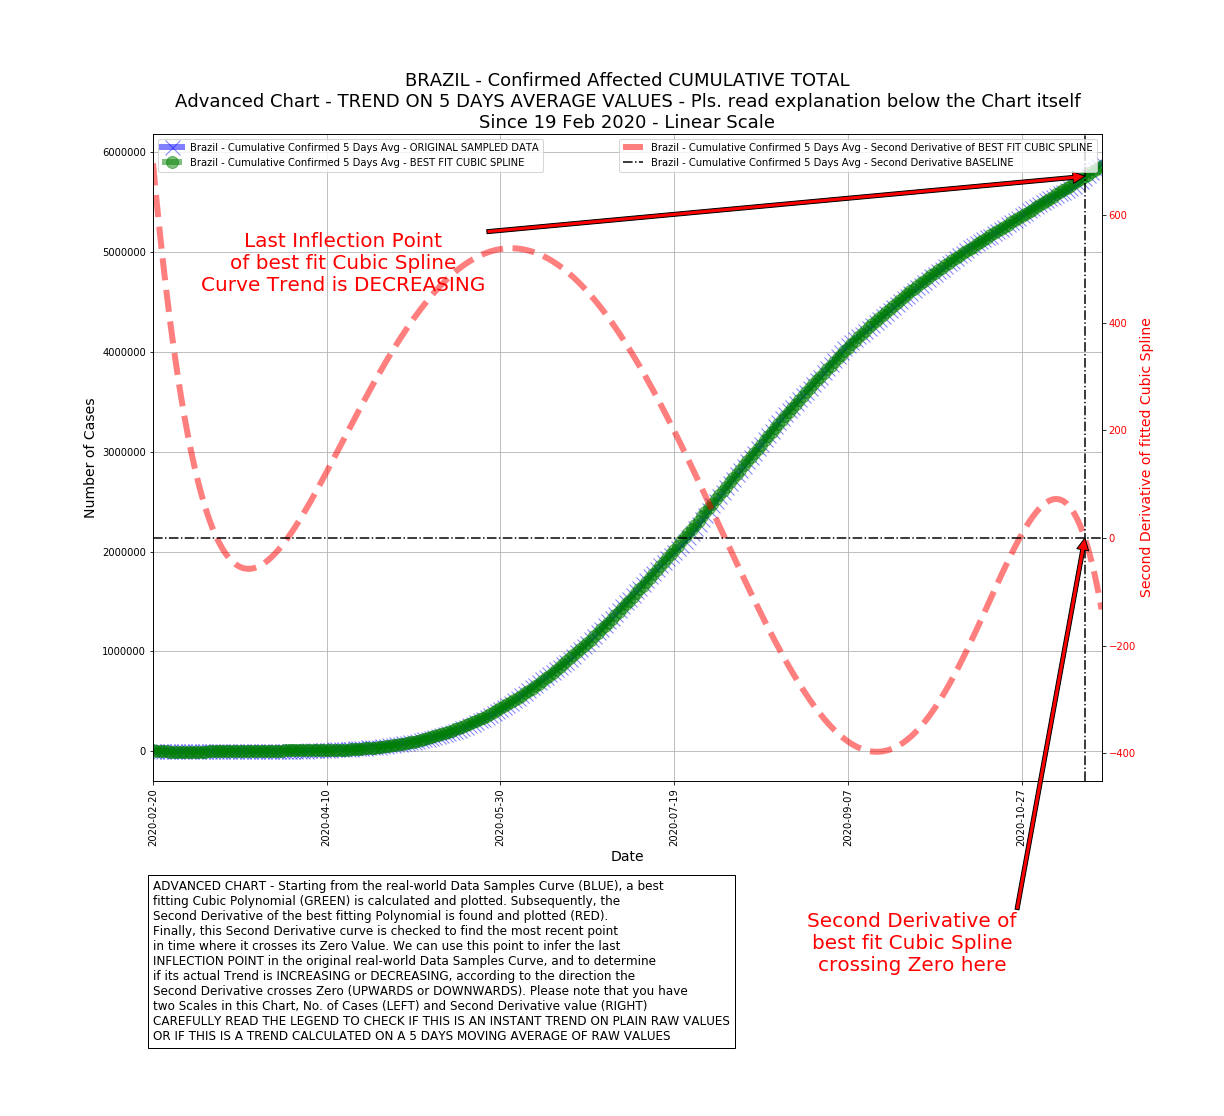 BRAZIL - Confirmed Affected CUMULATIVE TOTAL
Advanced Chart - TREND ON 5 DAYS AVERAGE VALUES - Pls. read explanation below the Chart itself
Since 19 Feb 2020 - Linear Scale
Brazil - Cumulative Confirmed 5 Days Avg - ORIGINAL SAMPLED DATA
Brazil - Cumulative Confirmed 5 Days Avg - BEST FIT CUBIC SPLINE
Brazil - Cumulative Confirmed 5 Days Avg - Second Derivative of BEST FIT CUBIC SPLINE
Brazil - Cumulative Confirmed 5 Days Avg - Second Derivative BASELINE
Last Inflection Point
of best fit Cubic Spline
Curve Trend is DECREASING
Number of Cases
6000000
5000000
4000000
3000000
2000000
1000000
0
600
400
200
0
−200
−400
Second Derivative of fitted Cubic Spline
2020-02-20
2020-04-10
2020-05-30
2020-07-19
2020-09-07
2020-10-27
Date
ADVANCED CHART - Starting from the real-world Data Samples Curve (BLUE), a best
fitting Cubic Polynomial (GREEN) is calculated and plotted. Subsequently, the
Second Derivative of the best fitting Polynomial is found and plotted (RED).
Finally, this Second Derivative curve is checked to find the most recent point
in time where it crosses its Zero Value. We can use this point to infer the last
INFLECTION POINT in the original real-world Data Samples Curve, and to determine
if its actual Trend is INCREASING or DECREASING, according to the direction the
Second Derivative crosses Zero (UPWARDS or DOWNWARDS). Please note that you have
two Scales in this Chart, No. of Cases (LEFT) and Second Derivative value (RIGHT)
CAREFULLY READ THE LEGEND TO CHECK IF THIS IS AN INSTANT TREND ON PLAIN RAW VALUES
OR IF THIS IS A TREND CALCULATED ON A 5 DAYS MOVING AVERAGE OF RAW VALUES
Second Derivative of
best fit Cubic Spline
crossing Zero here